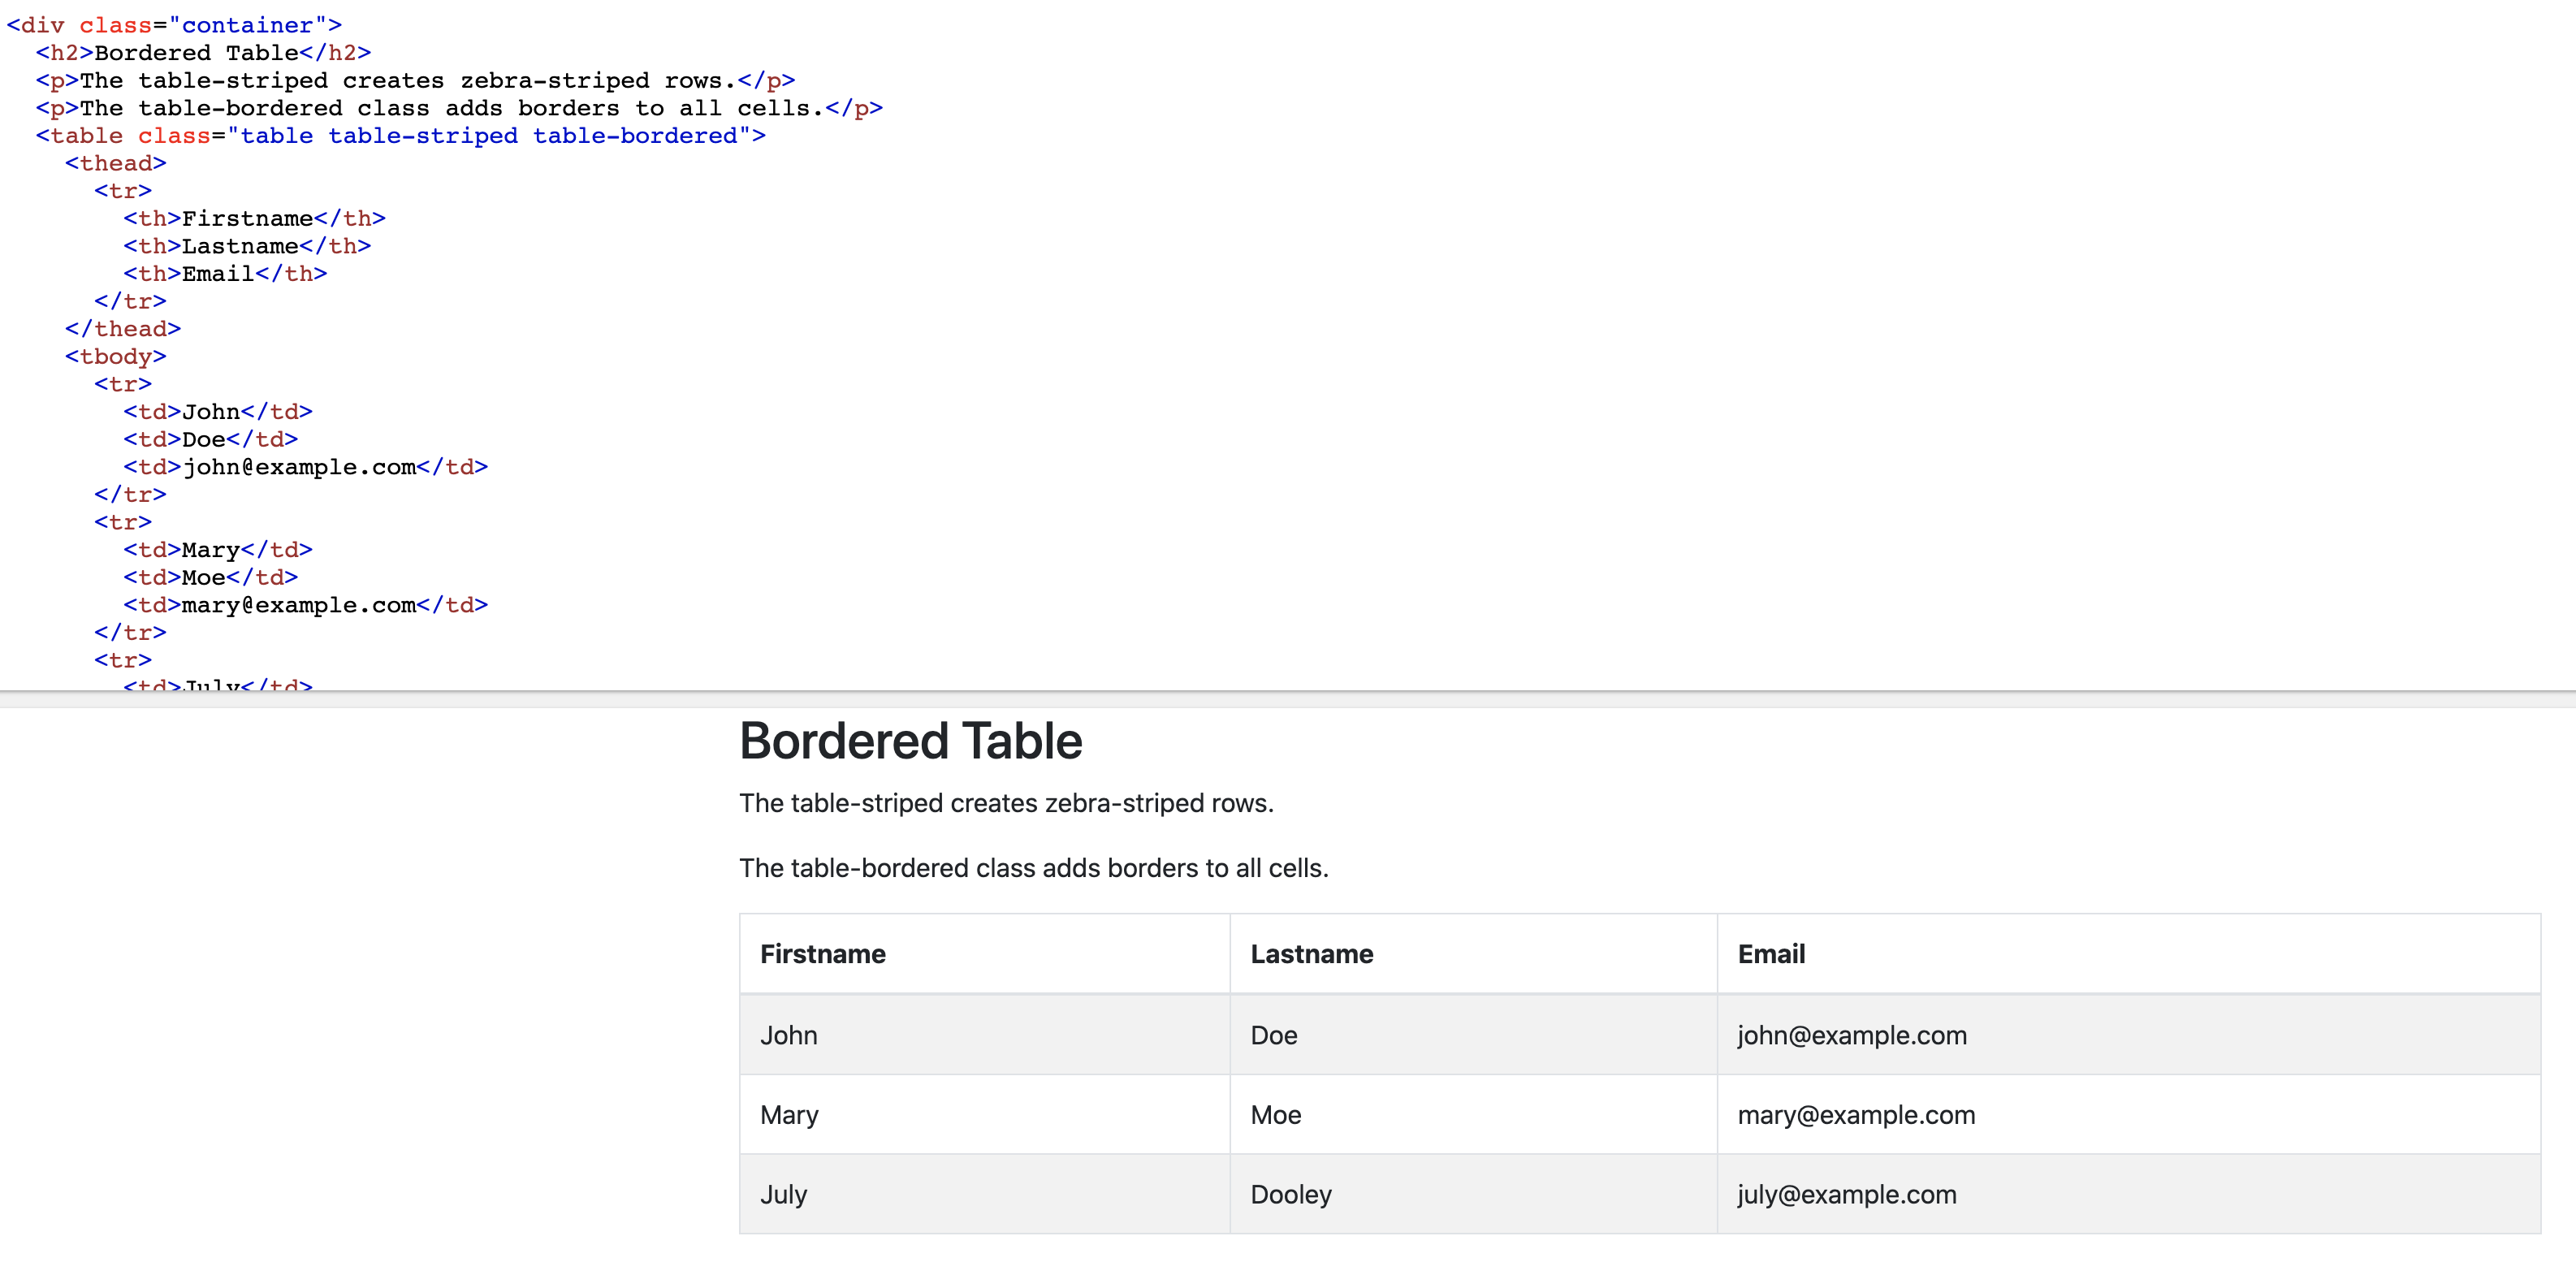 <div class="container">
<h2>Bordered Table</h2>
<p>The table-striped creates zebra-striped rows.</p>
<p>The table-bordered class adds borders to all cells.</p>
<table class="table table-striped table-bordered">
<thead>
<tr>
<th>Firstname</th>
<th>Lastname</th>
<th>Email</th>
</tr>
</thead>
<tbody>
<tr>
<td>John</td>
<td>Doe</td>
<td>john@example.com</td>
</tr>
<tr>
<td>Mary</td>
<td>Moe</td>
<td>mary@example.com</td>
</tr>
<tr>
<td>July</td>
Bordered Table
The table-striped creates zebra-striped rows.
The table-bordered class adds borders to all cells.
Firstname Lastname Email
John Doe john@example.com
Mary Moe mary@example.com
July Dooley july@example.com